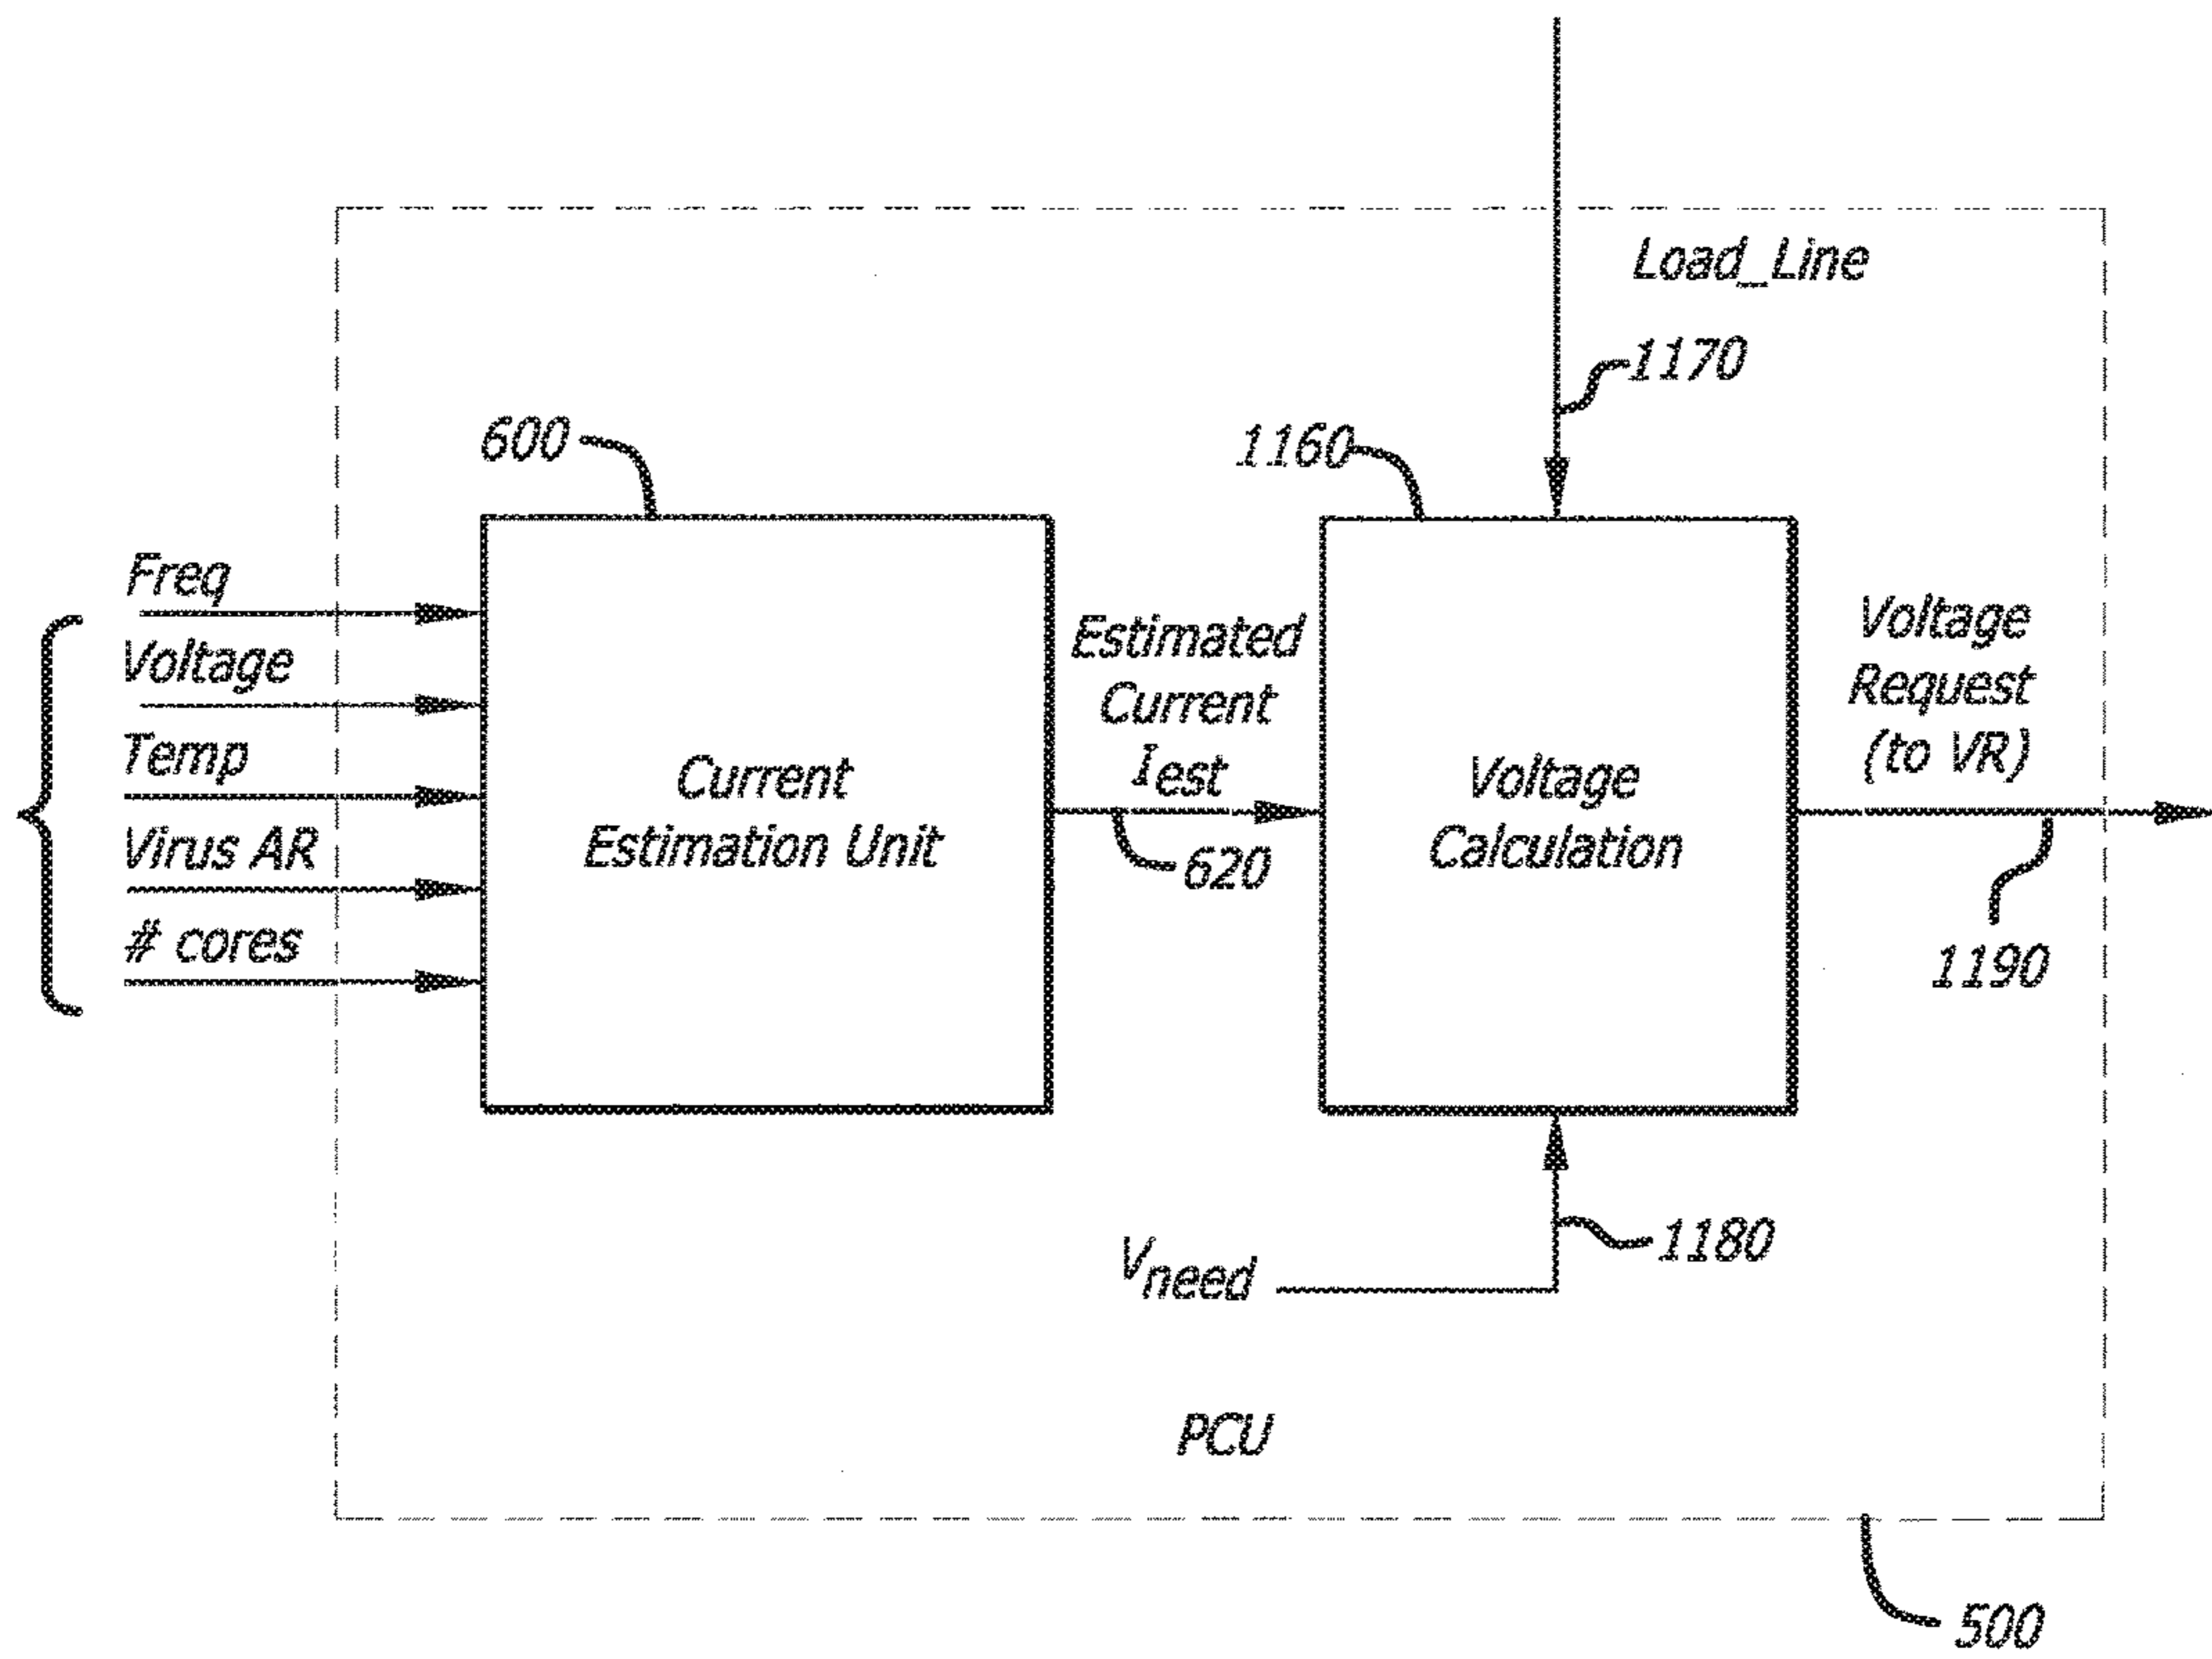 Load_Line
1170
600
1160
Freq
Voltage
Temp
Virus AR
# cores
Current
Estimation Unit
Estimated
Current
Iest
620
Voltage
Calculation
Voltage
Request
(to VR)
1190
Vneed
1180
PCU
500